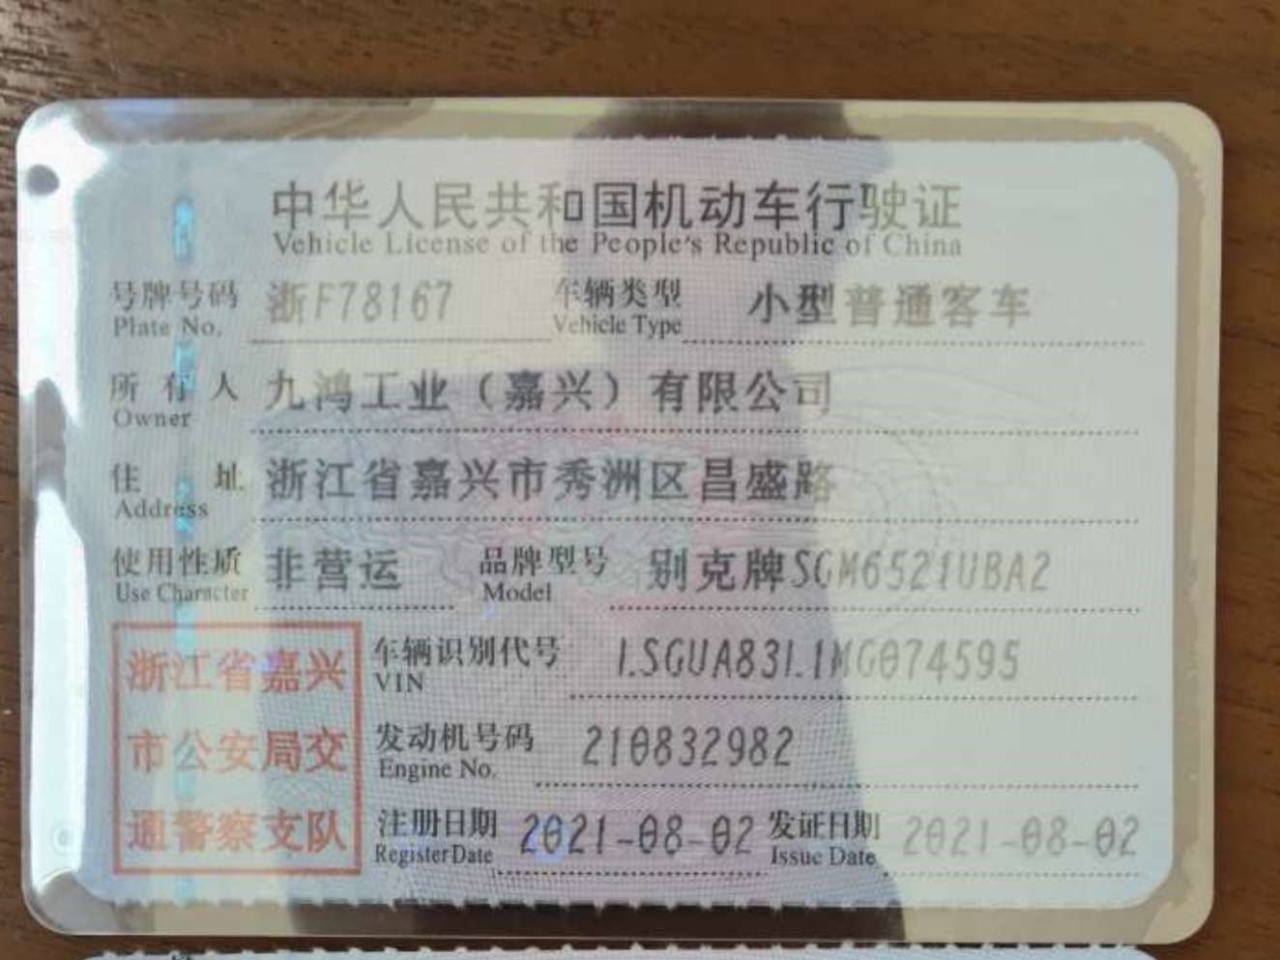 中华人民共和国机动车行驶证
Vehicle License of the People's Republic of China
号牌号码 浙F78167 车辆类型 小型普通客车
Plate No. Vehicle Type
所有人 九鸿工业（嘉兴）有限公司
Owner
住址 浙江省嘉兴市秀洲区昌盛路
Address
使用性质 非营运 品牌型号 别克牌SGM6521UBA2
Use Character Model
浙江省嘉兴
市公安局交
通警察支队
车辆识别代号 LSGUA83L1MG074595
VIN
发动机号码 210832982
Engine No.
注册日期 2021-08-02 发证日期 2021-08-02
Register Date Issue Date